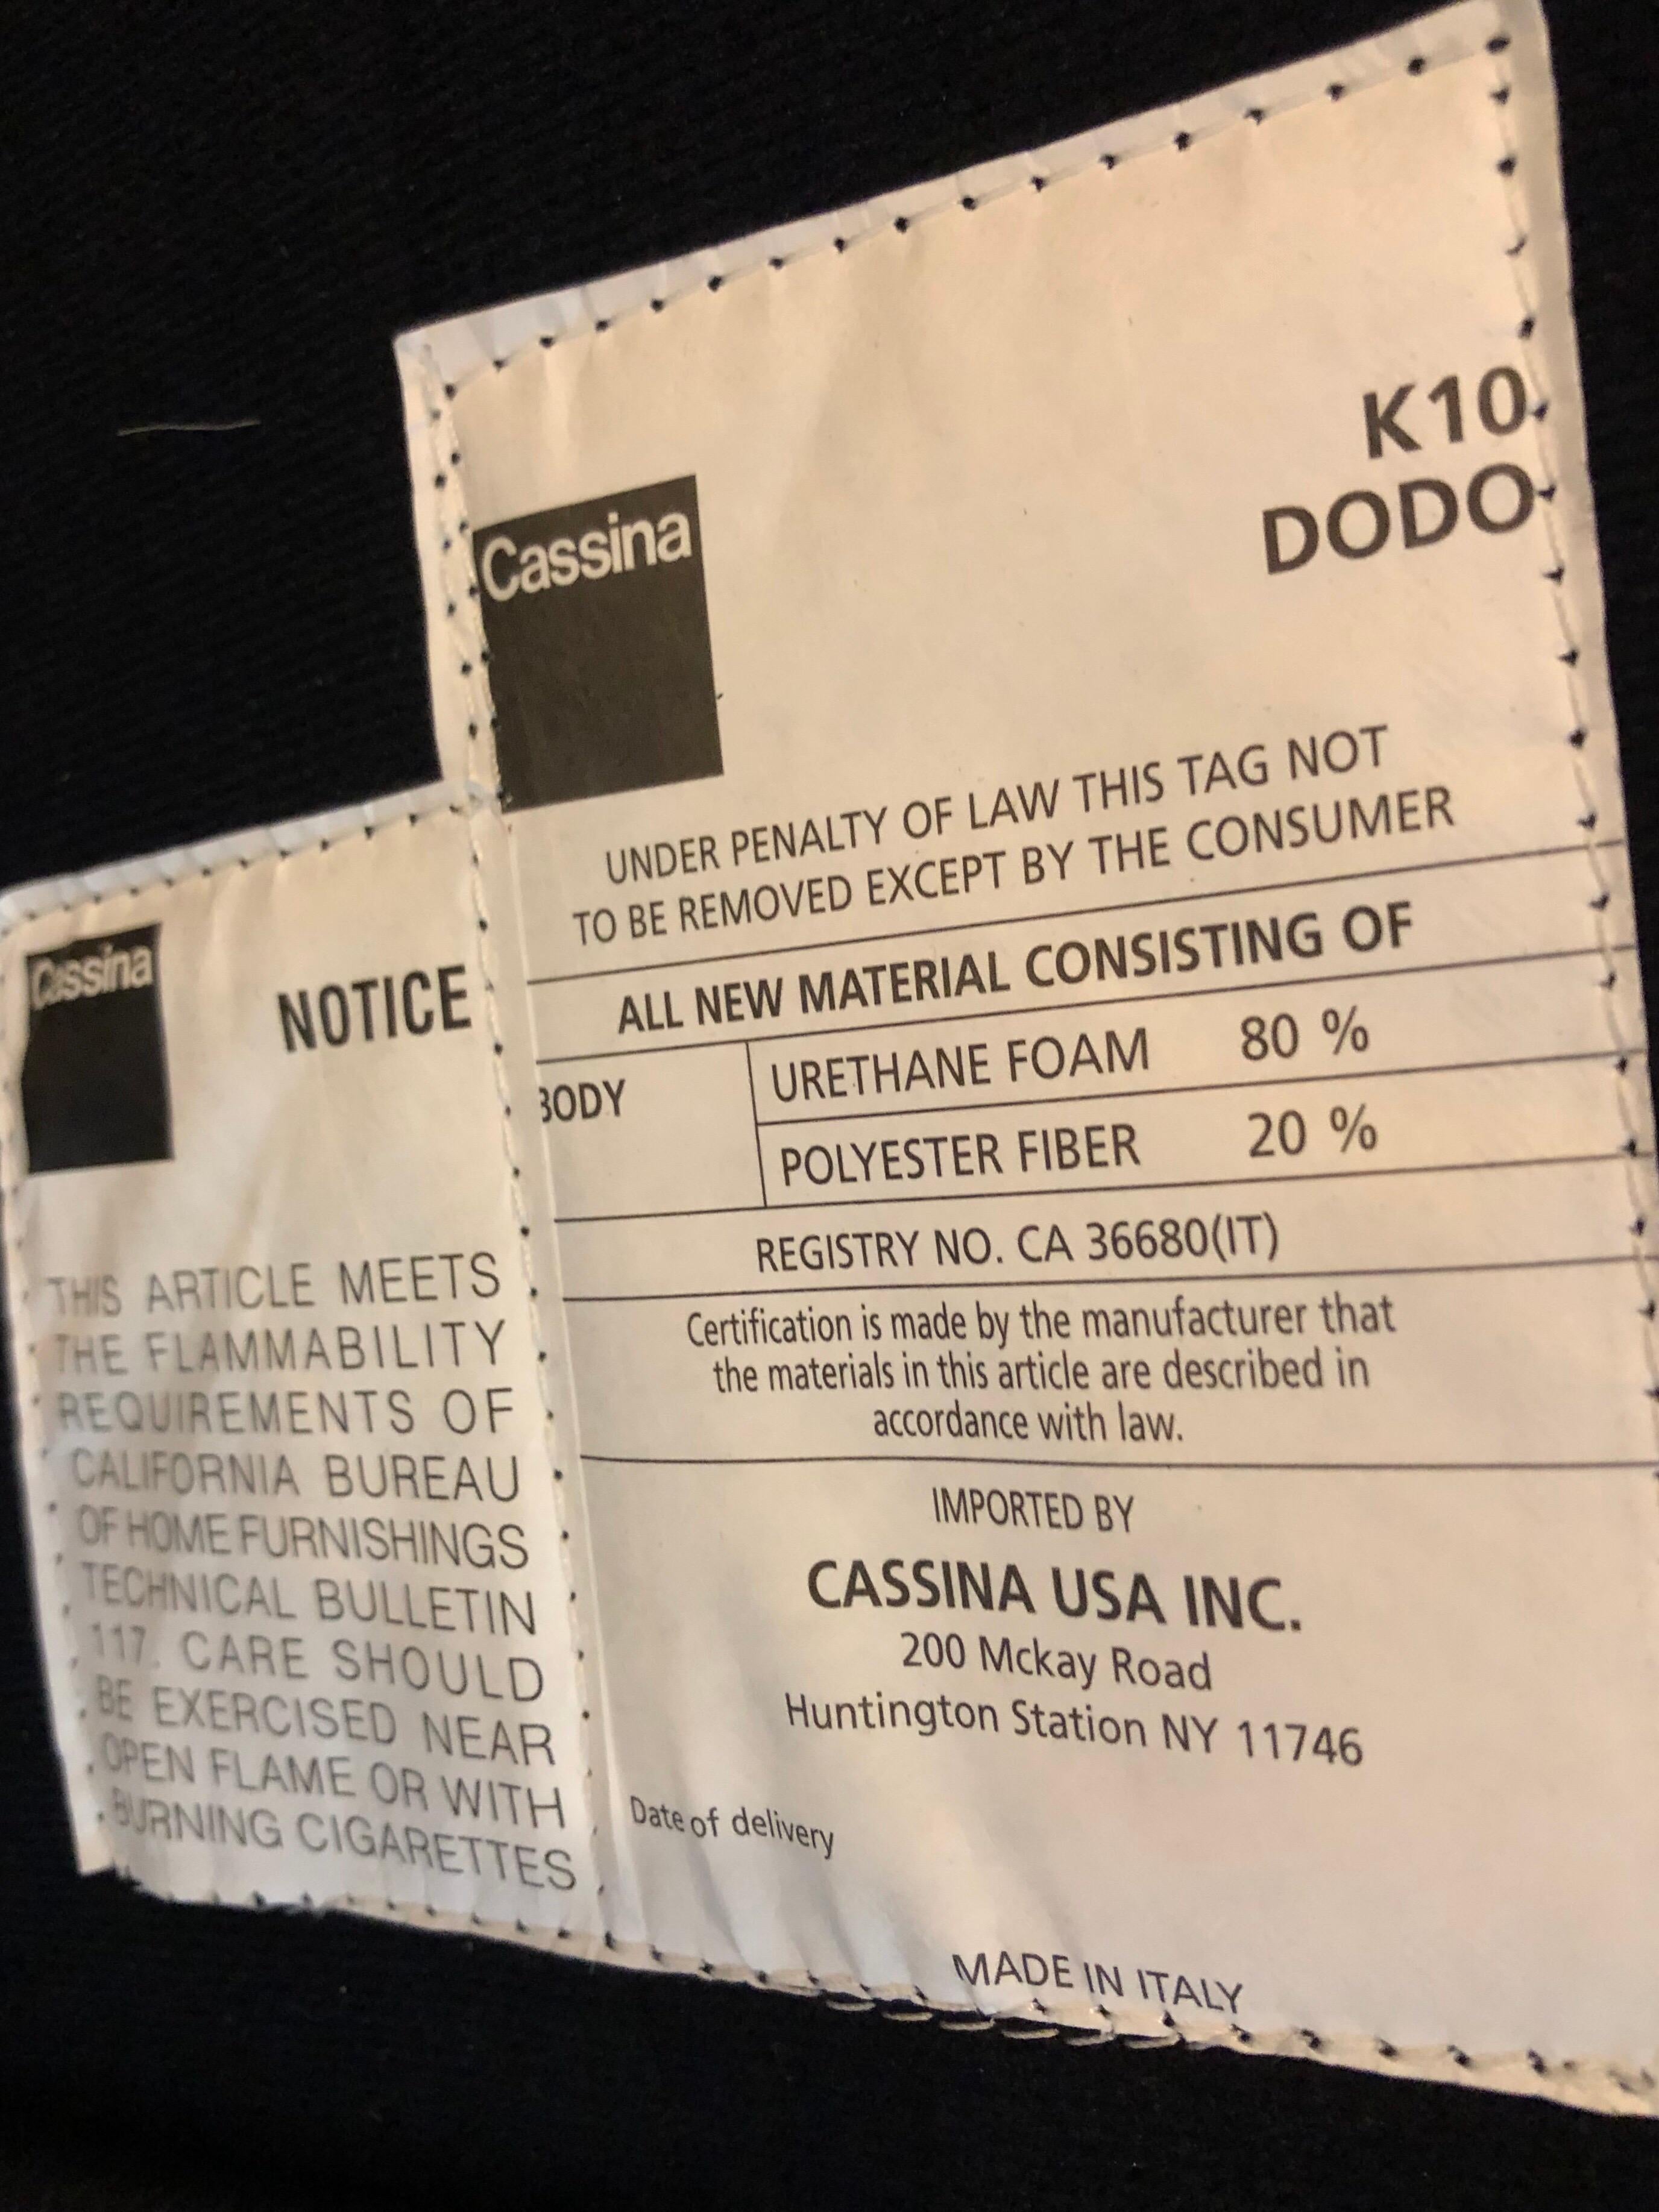 Cassina
NOTICE
THIS ARTICLE MEETS
THE FLAMMABILITY
REQUIREMENTS OF
CALIFORNIA BUREAU
OF HOME FURNISHINGS
TECHNICAL BULLETIN
117. CARE SHOULD
BE EXERCISED NEAR
OPEN FLAME OR WITH
BURNING CIGARETTES
K10
DODO
Cassina
UNDER PENALTY OF LAW THIS TAG NOT
TO BE REMOVED EXCEPT BY THE CONSUMER
ALL NEW MATERIAL CONSISTING OF
BODY URETHANE FOAM 80 %
POLYESTER FIBER 20 %
REGISTRY NO. CA 36680(IT)
Certification is made by the manufacturer that
the materials in this article are described in
accordance with law.
IMPORTED BY
CASSINA USA INC.
200 Mckay Road
Huntington Station NY 11746
Date of delivery
MADE IN ITALY